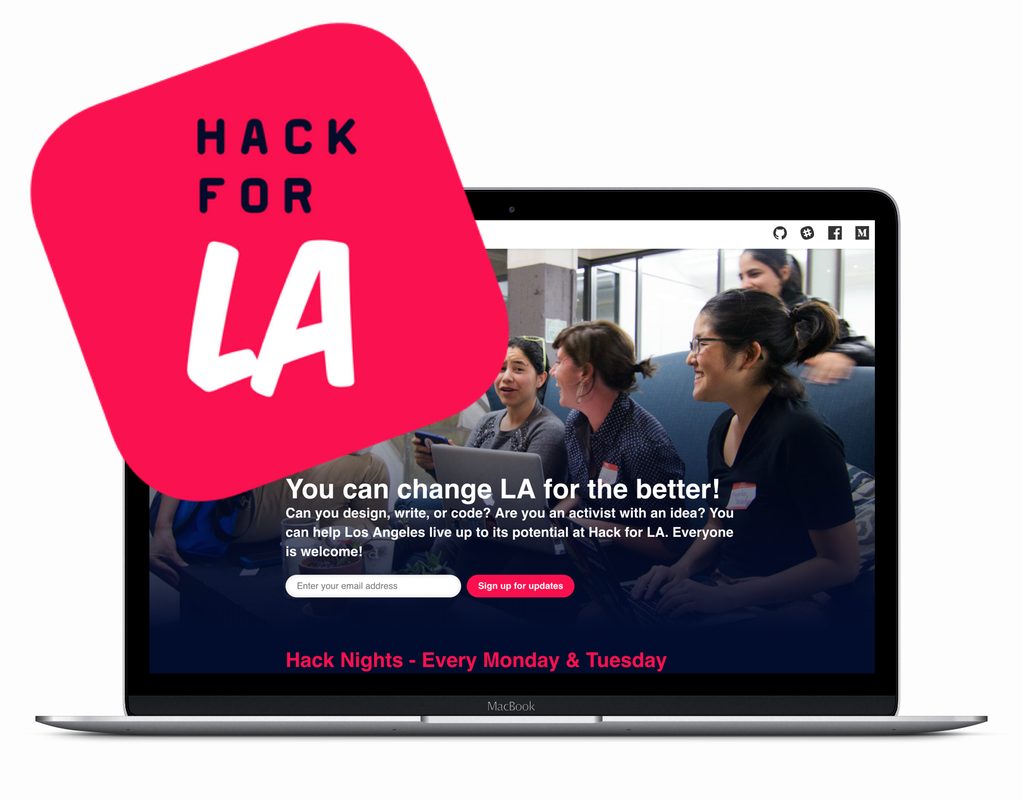 HACK
FOR
LA
You can change LA for the better!
Can you design, write, or code? Are you an activist with an idea? You
can help Los Angeles live up to its potential at Hack for LA. Everyone
is welcome!
Enter your email address
Sign up for updates
Hack Nights - Every Monday & Tuesday
MacBook